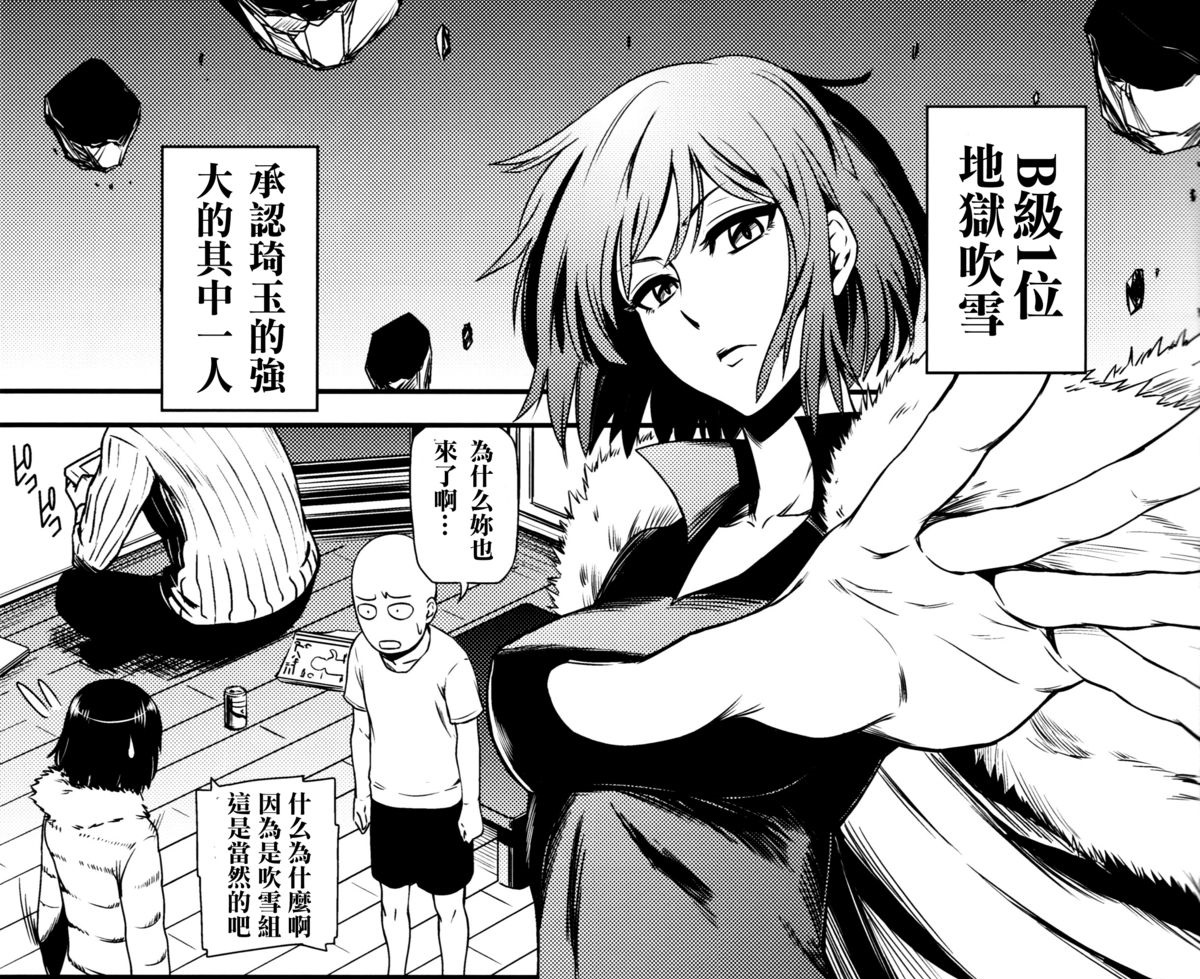 B級1位
地獄吹雪
承認琦玉的強
大的其中一人
為什么妳也
來了啊…
什么為什麼啊
因為是吹雪組
這是當然的吧